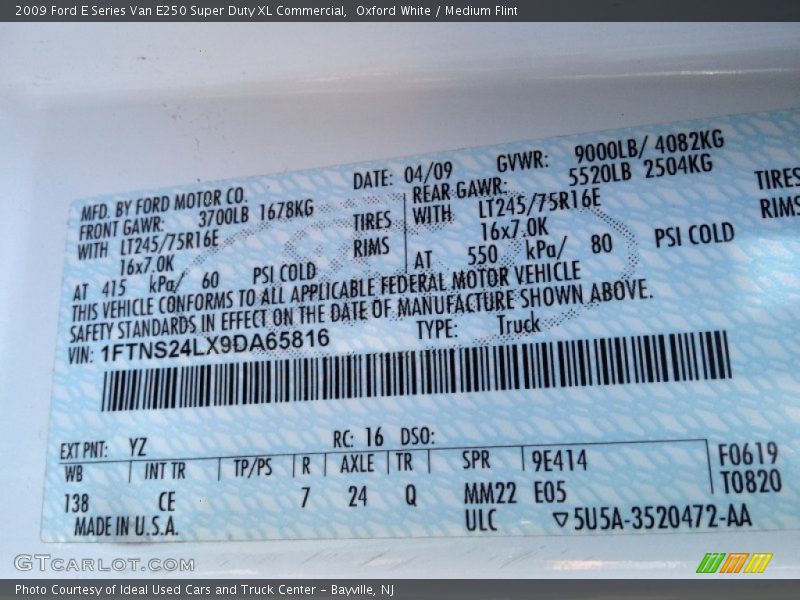 2009 Ford E Series Van E250 Super Duty XL Commercial, Oxford White / Medium Flint
MFD. BY FORD MOTOR CO.
DATE: 04/09 GVWR: 9000LB/ 4082KG
FRONT GAWR: 3700LB 1678KG
REAR GAWR: 5520LB 2504KG
WITH LT245/75R16E TIRES
WITH LT245/75R16E TIRES
16x7.0K RIMS
16x7.0K RIMS
AT 415 kPa/ 60 PSI COLD
AT 550 kPa/ 80 PSI COLD
THIS VEHICLE CONFORMS TO ALL APPLICABLE FEDERAL MOTOR VEHICLE
SAFETY STANDARDS IN EFFECT ON THE DATE OF MANUFACTURE SHOWN ABOVE.
VIN: 1FTNS24LX9DA65816 TYPE: Truck
EXT PNT: YZ RC: 16 DSO:
WB INT TR TP/PS R AXLE TR SPR 9E414 F0619
138 CE 7 24 Q MM22 E05 T0820
MADE IN U.S.A. ULC ▽5U5A-3520472-AA
GTCARLOT.COM
Photo Courtesy of Ideal Used Cars and Truck Center – Bayville, NJ